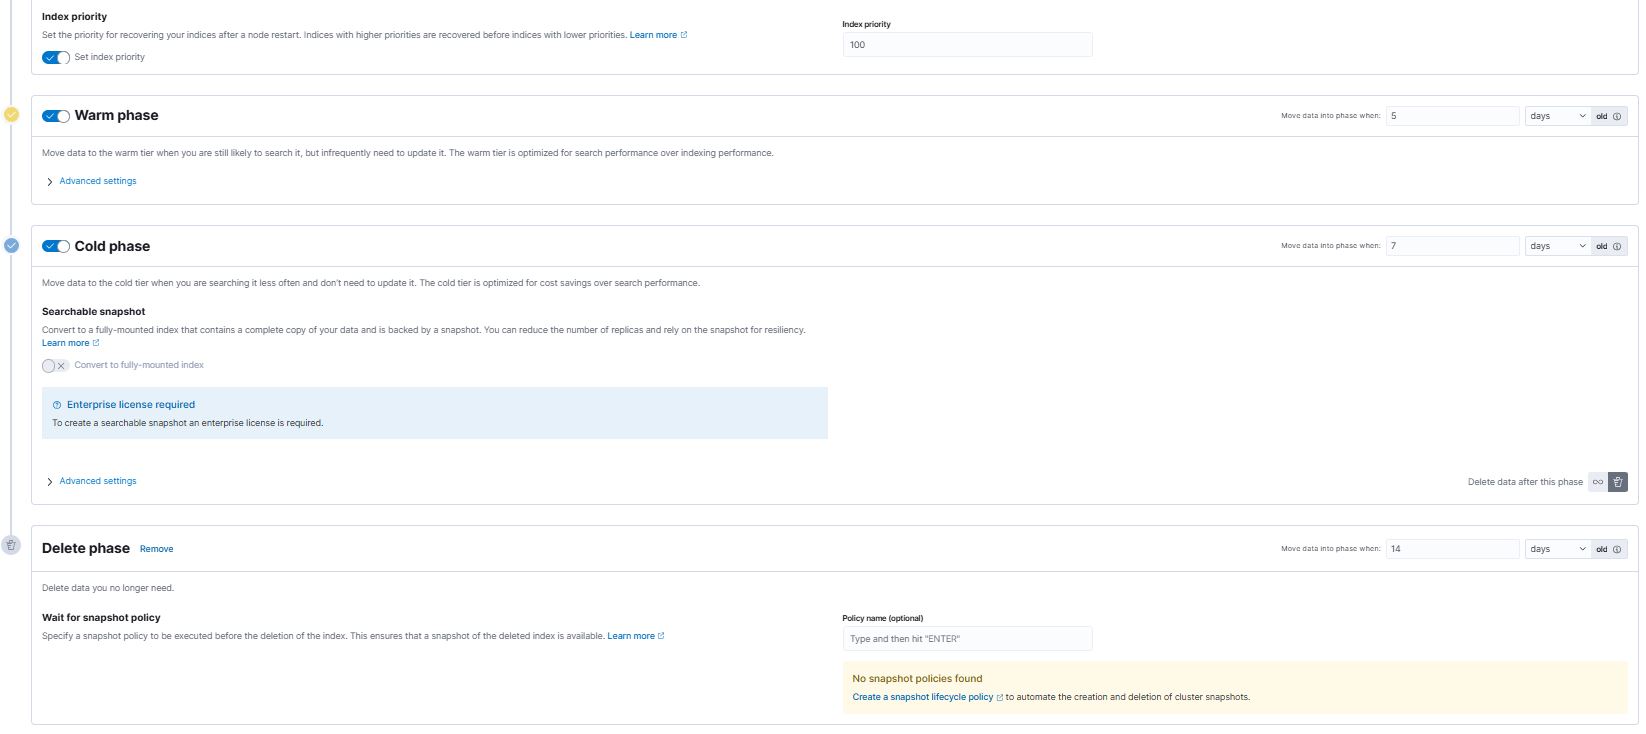 Index priority
Set the priority for recovering your indices after a node restart. Indices with higher priorities are recovered before indices with lower priorities. Learn more
Set index priority
Index priority
100
Warm phase
Move data into phase when: 5 days old
Move data to the warm tier when you are still likely to search it, but infrequently need to update it. The warm tier is optimized for search performance over indexing performance.
Advanced settings
Cold phase
Move data into phase when: 7 days old
Move data to the cold tier when you are searching it less often and don't need to update it. The cold tier is optimized for cost savings over search performance.
Searchable snapshot
Convert to a fully-mounted index that contains a complete copy of your data and is backed by a snapshot. You can reduce the number of replicas and rely on the snapshot for resiliency.
Learn more
Convert to fully-mounted index
Enterprise license required
To create a searchable snapshot an enterprise license is required.
Advanced settings
Delete data after this phase
Delete phase Remove
Move data into phase when: 14 days old
Delete data you no longer need.
Wait for snapshot policy
Specify a snapshot policy to be executed before the deletion of the index. This ensures that a snapshot of the deleted index is available. Learn more
Policy name (optional)
Type and then hit "ENTER"
No snapshot policies found
Create a snapshot lifecycle policy to automate the creation and deletion of cluster snapshots.